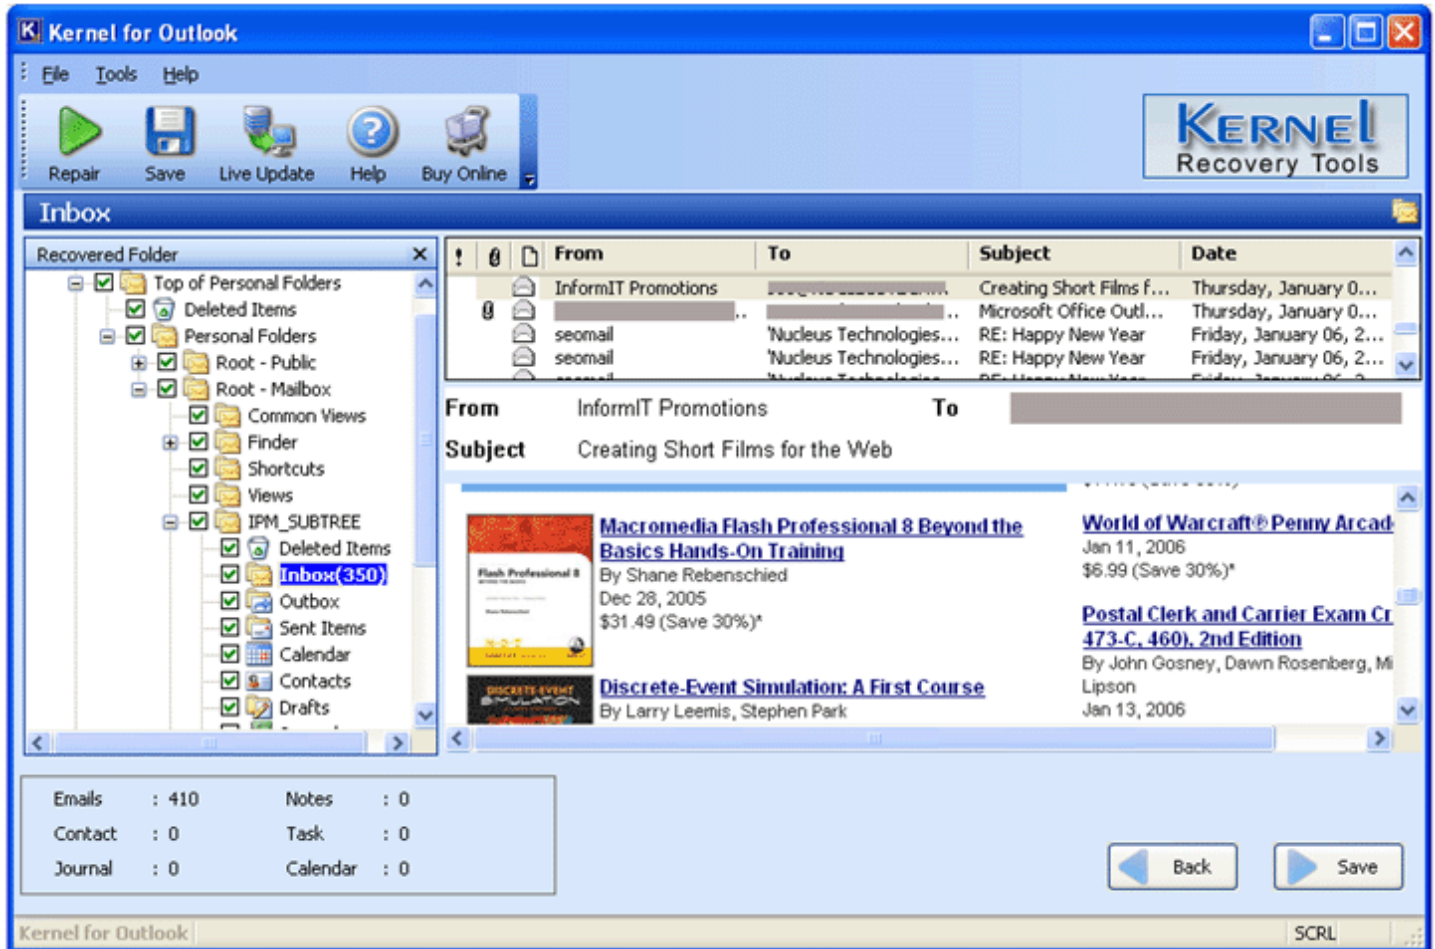 Kernel for Outlook
File Tools Help
Repair Save Live Update Help Buy Online
KERNEL
Recovery Tools
Inbox
Recovered Folder
Top of Personal Folders
Deleted Items
Personal Folders
Root - Public
Root - Mailbox
Common Views
Finder
Shortcuts
Views
IPM_SUBTREE
Deleted Items
Inbox(350)
Outbox
Sent Items
Calendar
Contacts
Drafts
! From To Subject Date
InformIT Promotions Creating Short Films f... Thursday, January 0...
.. .. Microsoft Office Outl... Thursday, January 0...
seomail 'Nucleus Technologies... RE: Happy New Year Friday, January 06, 2...
seomail 'Nucleus Technologies... RE: Happy New Year Friday, January 06, 2...
From InformIT Promotions To
Subject Creating Short Films for the Web
Flash Professional 8
Macromedia Flash Professional 8 Beyond the
Basics Hands-On Training
By Shane Rebenschied
Dec 28, 2005
$31.49 (Save 30%)*
DISCRETE-EVENT
SIMULATION
Discrete-Event Simulation: A First Course
By Larry Leemis, Stephen Park
World of Warcraft® Penny Arcad
Jan 11, 2006
$6.99 (Save 30%)*
Postal Clerk and Carrier Exam Cr
473-C, 460), 2nd Edition
By John Gosney, Dawn Rosenberg, Mi
Lipson
Jan 13, 2006
Emails : 410 Notes : 0
Contact : 0 Task : 0
Journal : 0 Calendar : 0
Back Save
Kernel for Outlook SCRL